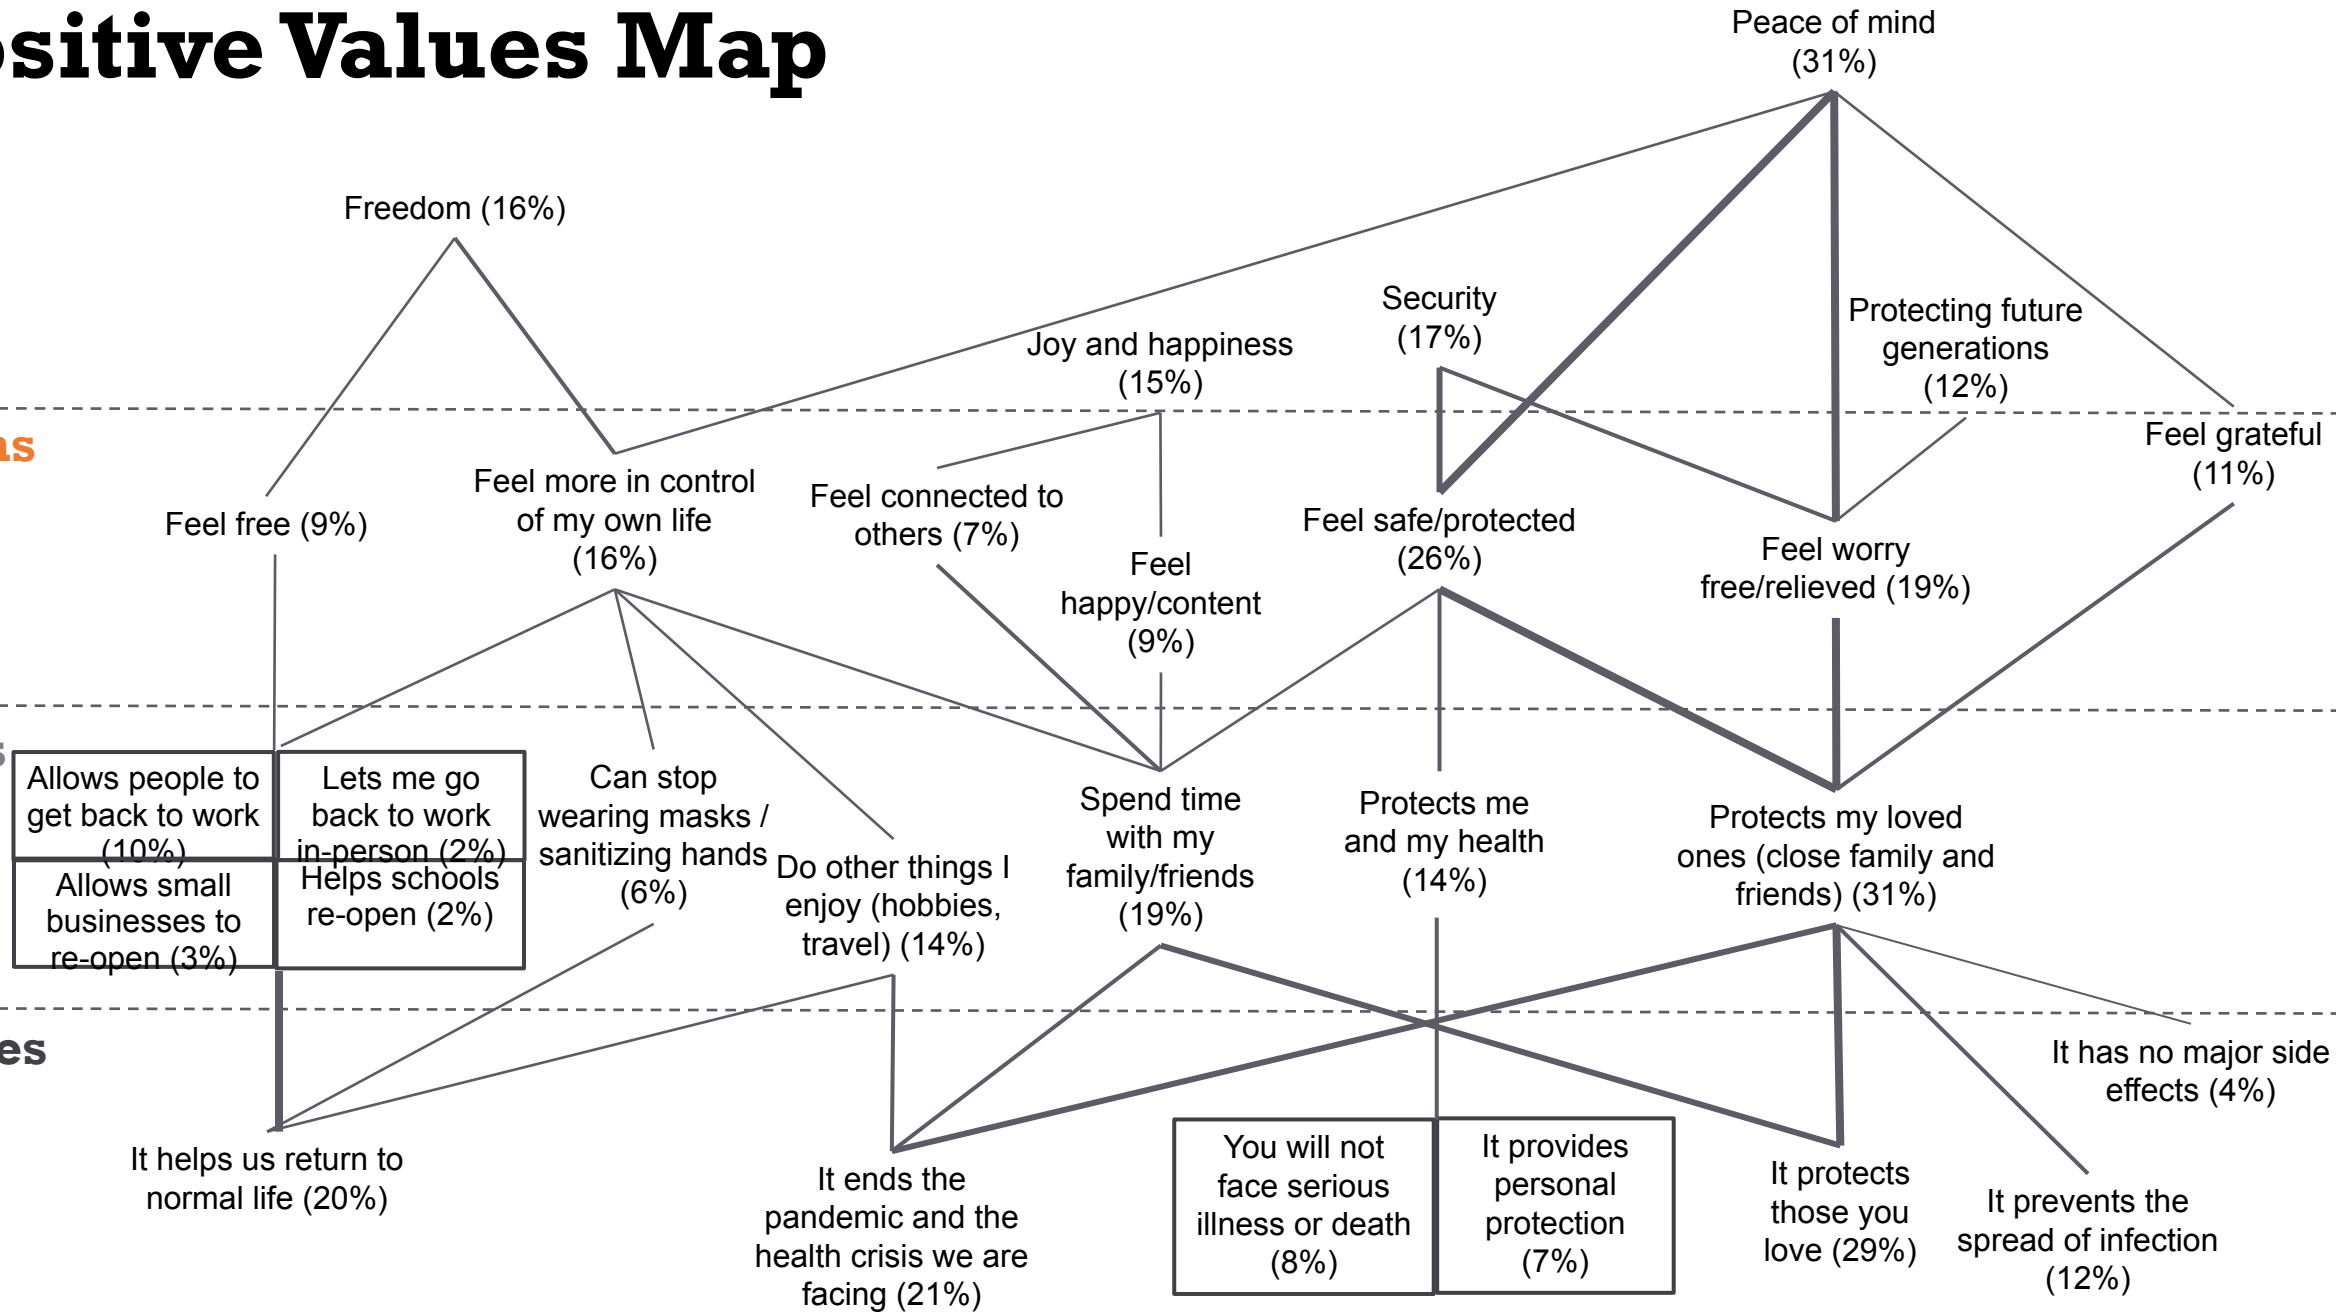 ositive Values Map
Peace of mind
(31%)
Freedom (16%)
Security
(17%)
Protecting future
generations
(12%)
Joy and happiness
(15%)
ns
Feel free (9%)
Feel more in control
of my own life
(16%)
Feel connected to
others (7%)
Feel
happy/content
(9%)
Feel safe/protected
(26%)
Feel worry
free/relieved (19%)
Feel grateful
(11%)
s
Allows people to
get back to work
(10%)
Lets me go
back to work
in-person (2%)
Allows small
businesses to
re-open (3%)
Helps schools
re-open (2%)
Can stop
wearing masks /
sanitizing hands
(6%)
Do other things I
enjoy (hobbies,
travel) (14%)
Spend time
with my
family/friends
(19%)
Protects me
and my health
(14%)
Protects my loved
ones (close family and
friends) (31%)
es
It helps us return to
normal life (20%)
It ends the
pandemic and the
health crisis we are
facing (21%)
You will not
face serious
illness or death
(8%)
It provides
personal
protection
(7%)
It protects
those you
love (29%)
It prevents the
spread of infection
(12%)
It has no major side
effects (4%)